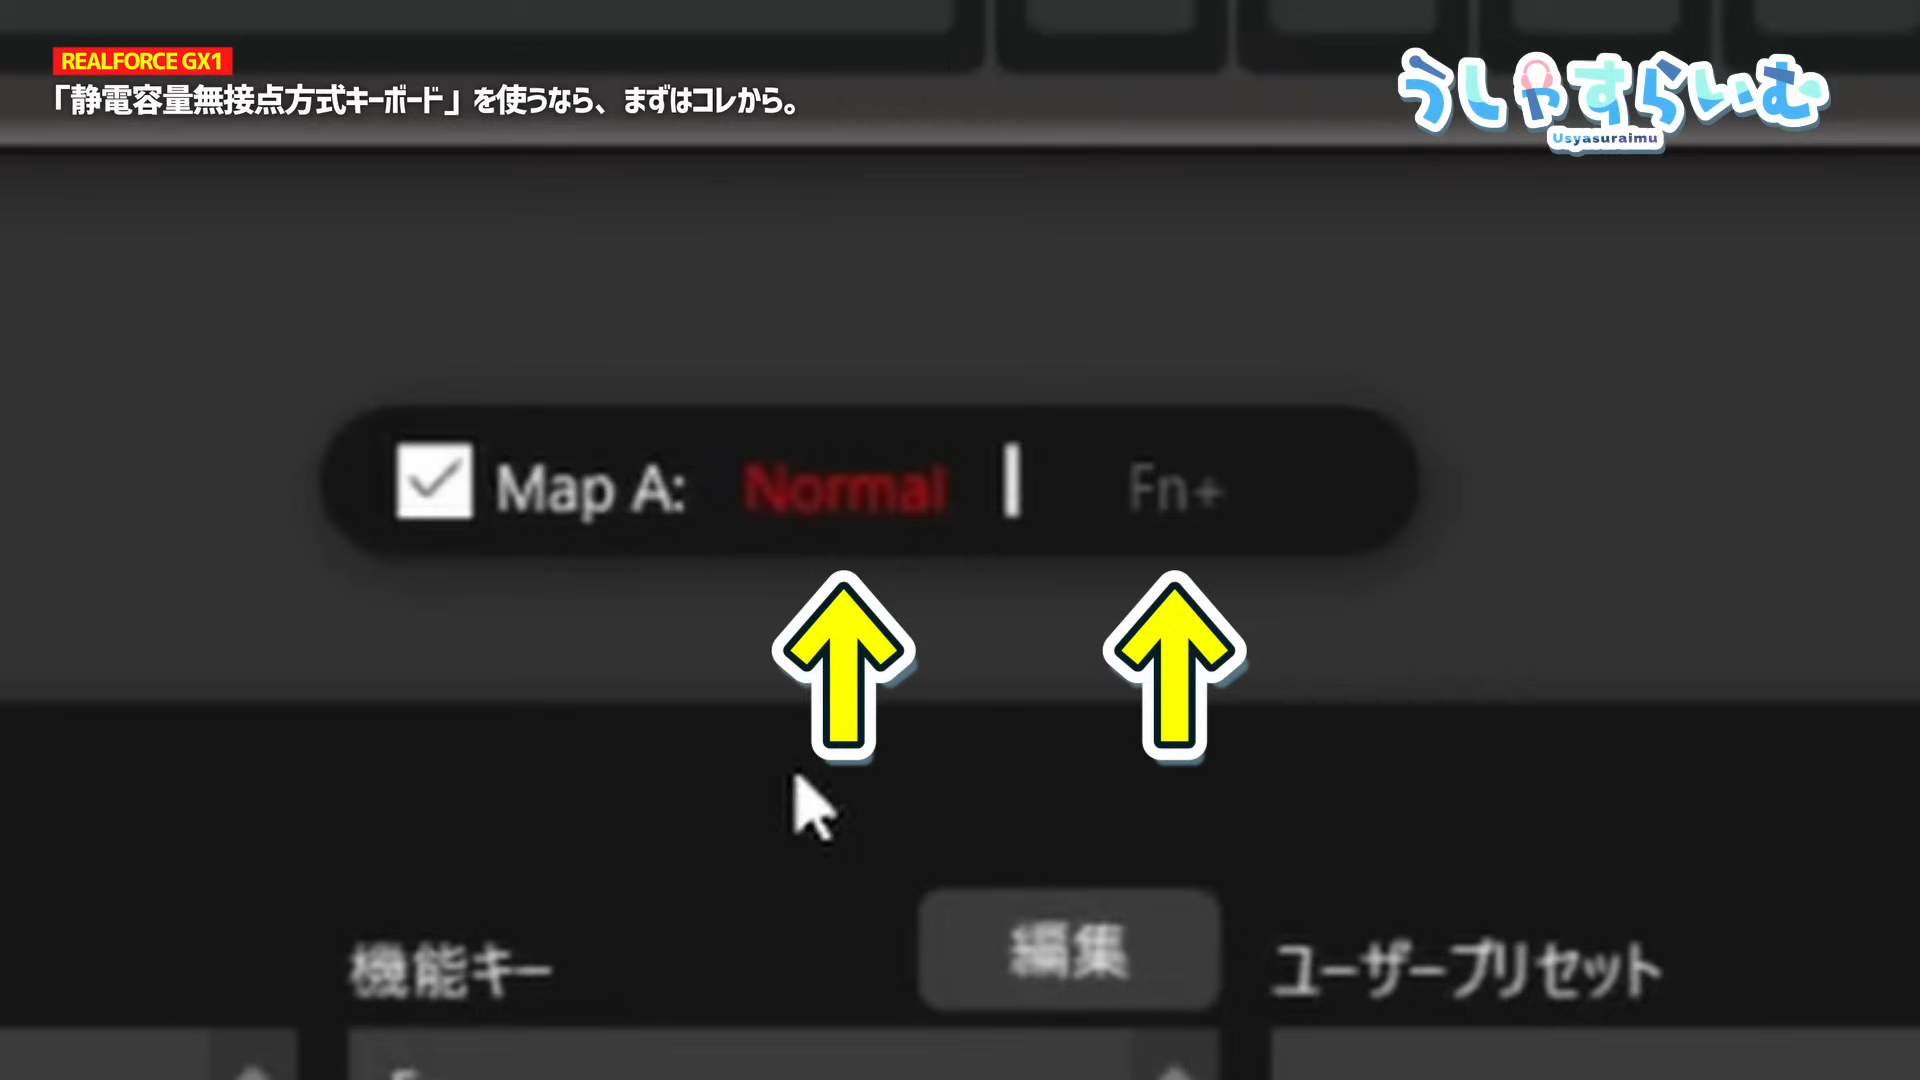 REALFORCE GX1
「静電容量無接点方式キーボード」を使うなら、まずはコレから。
うしゃすらいむ
Usyasuraimu
Map A: Normal | Fn+
機能キー 編集 ユーザープリセット